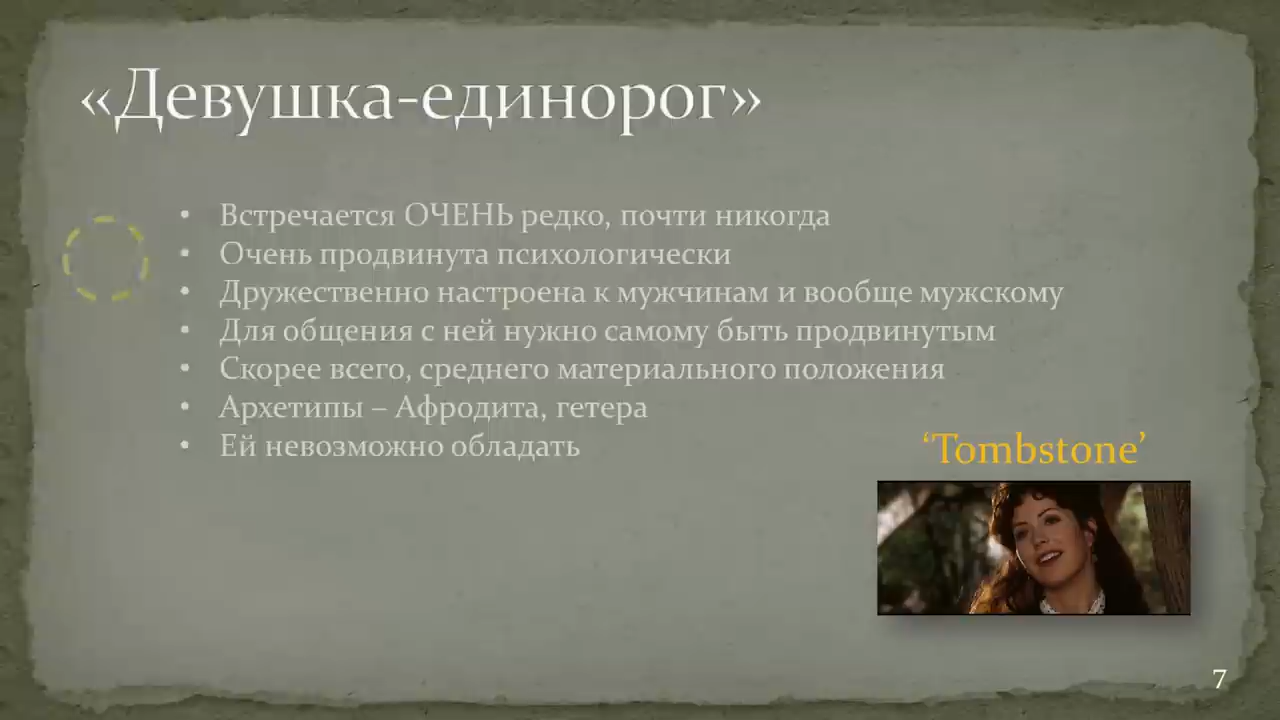 «Девушка-единорог»
• Встречается ОЧЕНЬ редко, почти никогда
• Очень продвинута психологически
• Дружественно настроена к мужчинам и вообще мужскому
• Для общения с ней нужно самому быть продвинутым
• Скорее всего, среднего материального положения
• Архетипы – Афродита, гетера
• Ей невозможно обладать
‘Tombstone’
7